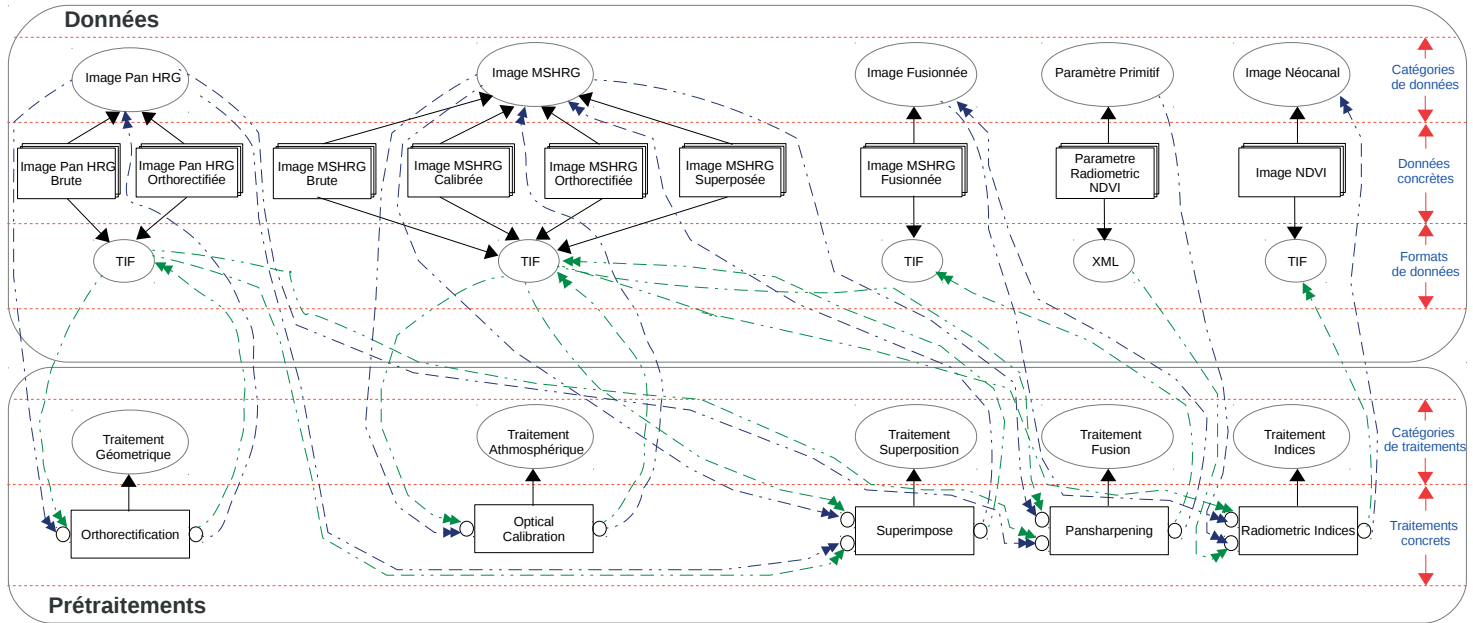 Données
Image Pan HRG
Image MSHRG
Image Fusionnée
Paramètre Primitif
Image Néocanal
Catégories
de données
Image Pan HRG
Brute
Image Pan HRG
Orthorectifiée
Image MSHRG
Brute
Image MSHRG
Calibrée
Image MSHRG
Orthorectifiée
Image MSHRG
Superposée
Image MSHRG
Fusionnée
Parametre
Radiometric
NDVI
Image NDVI
Données
concrètes
TIF
TIF
TIF
XML
TIF
Formats
de données
Traitement
Géometrique
Traitement
Athmosphérique
Traitement
Superposition
Traitement
Fusion
Traitement
Indices
Catégories
de traitements
Orthorectification
Optical
Calibration
Superimpose
Pansharpening
Radiometric Indices
Traitements
concrets
Prétraitements